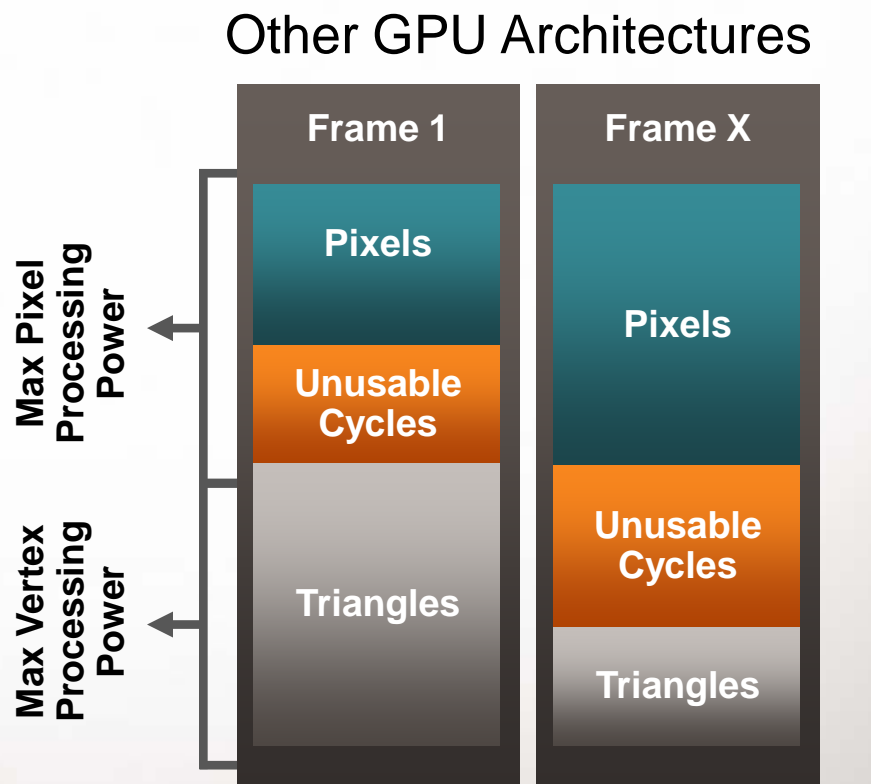 Other GPU Architectures
Frame 1
Frame X
Max Pixel
Processing
Power
Pixels
Pixels
Unusable
Cycles
Unusable
Cycles
Max Vertex
Processing
Power
Triangles
Triangles